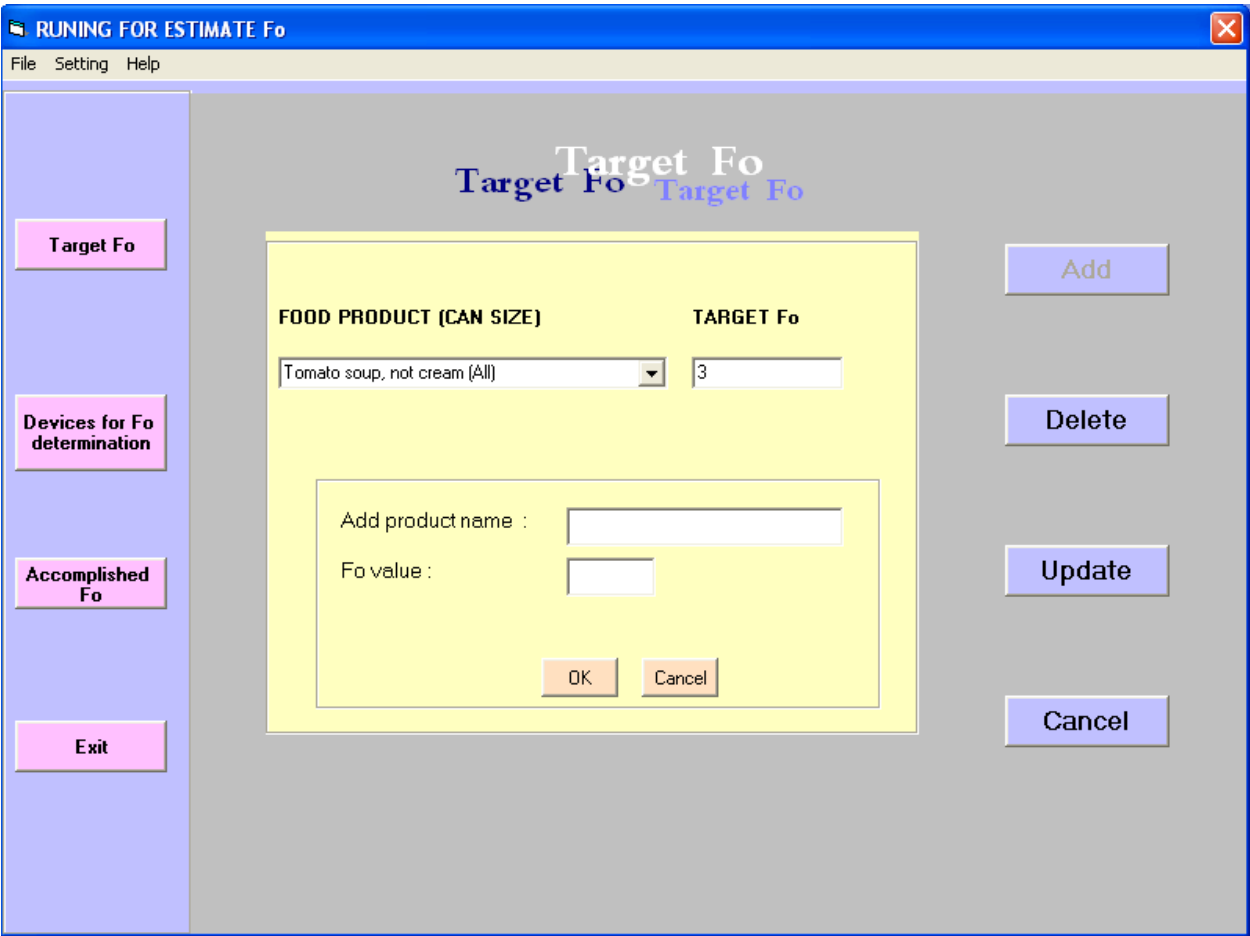 RUNING FOR ESTIMATE Fo
File Setting Help
Target Fo
Target Fo
Target Fo
Target Fo
Devices for Fo
determination
Accomplished
Fo
Exit
FOOD PRODUCT (CAN SIZE) TARGET Fo
Tomato soup, not cream (All) 3
Add product name :
Fo value :
OK Cancel
Add
Delete
Update
Cancel